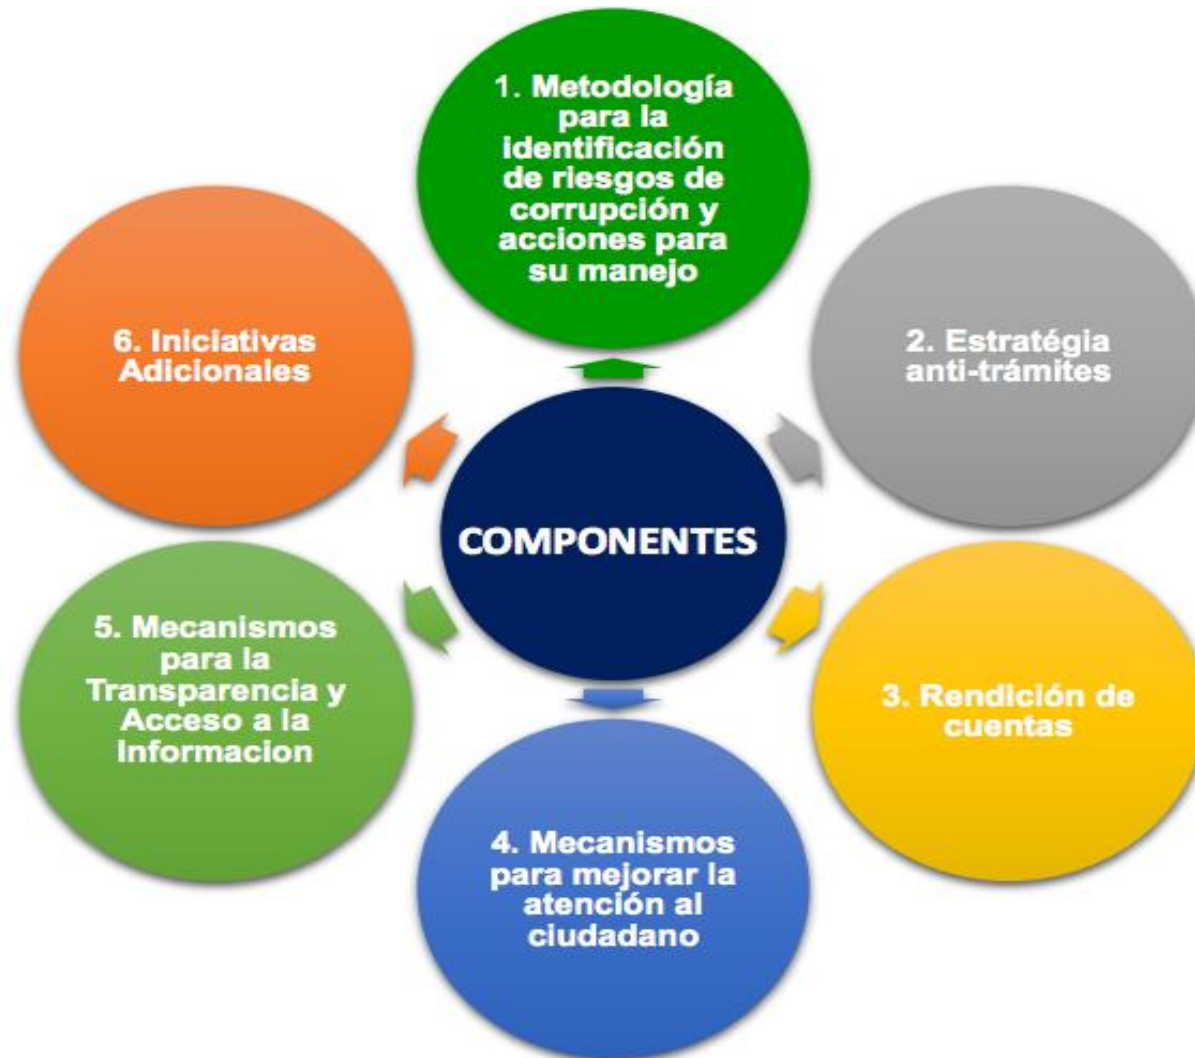 1. Metodología
para la
identificación
de riesgos de
corrupción y
acciones para
su manejo
2. Estratégia
anti-trámites
3. Rendición de
cuentas
4. Mecanismos
para mejorar la
atención al
ciudadano
5. Mecanismos
para la
Transparencia y
Acceso a la
Informacion
6. Iniciativas
Adicionales
COMPONENTES